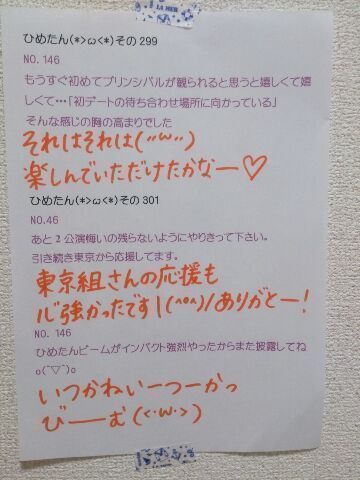 LA MER
ひめたん(*>ω<*)その299
NO. 146
もうすぐ初めてプリンシパルが観られると思うと嬉しくて嬉
しくて…「初デートの待ち合わせ場所に向かっている」
そんな感じの胸の高まりでした
それはそれは(˶˙ω˙˶)
楽しんでいただけたかなー♡
ひめたん(*>ω<*)その301
NO.46
あと2公演悔いの残らないようにやりきって下さい。
引き続き東京から応援してます。
東京組さんの応援も
心強かったです\(^o^)/ありがとー!
NO. 146
ひめたんビームがインパクト強烈やったからまた披露してね
o(^▽^)o
いつかねいーつーかっ
びーーむ(<・ω・>)